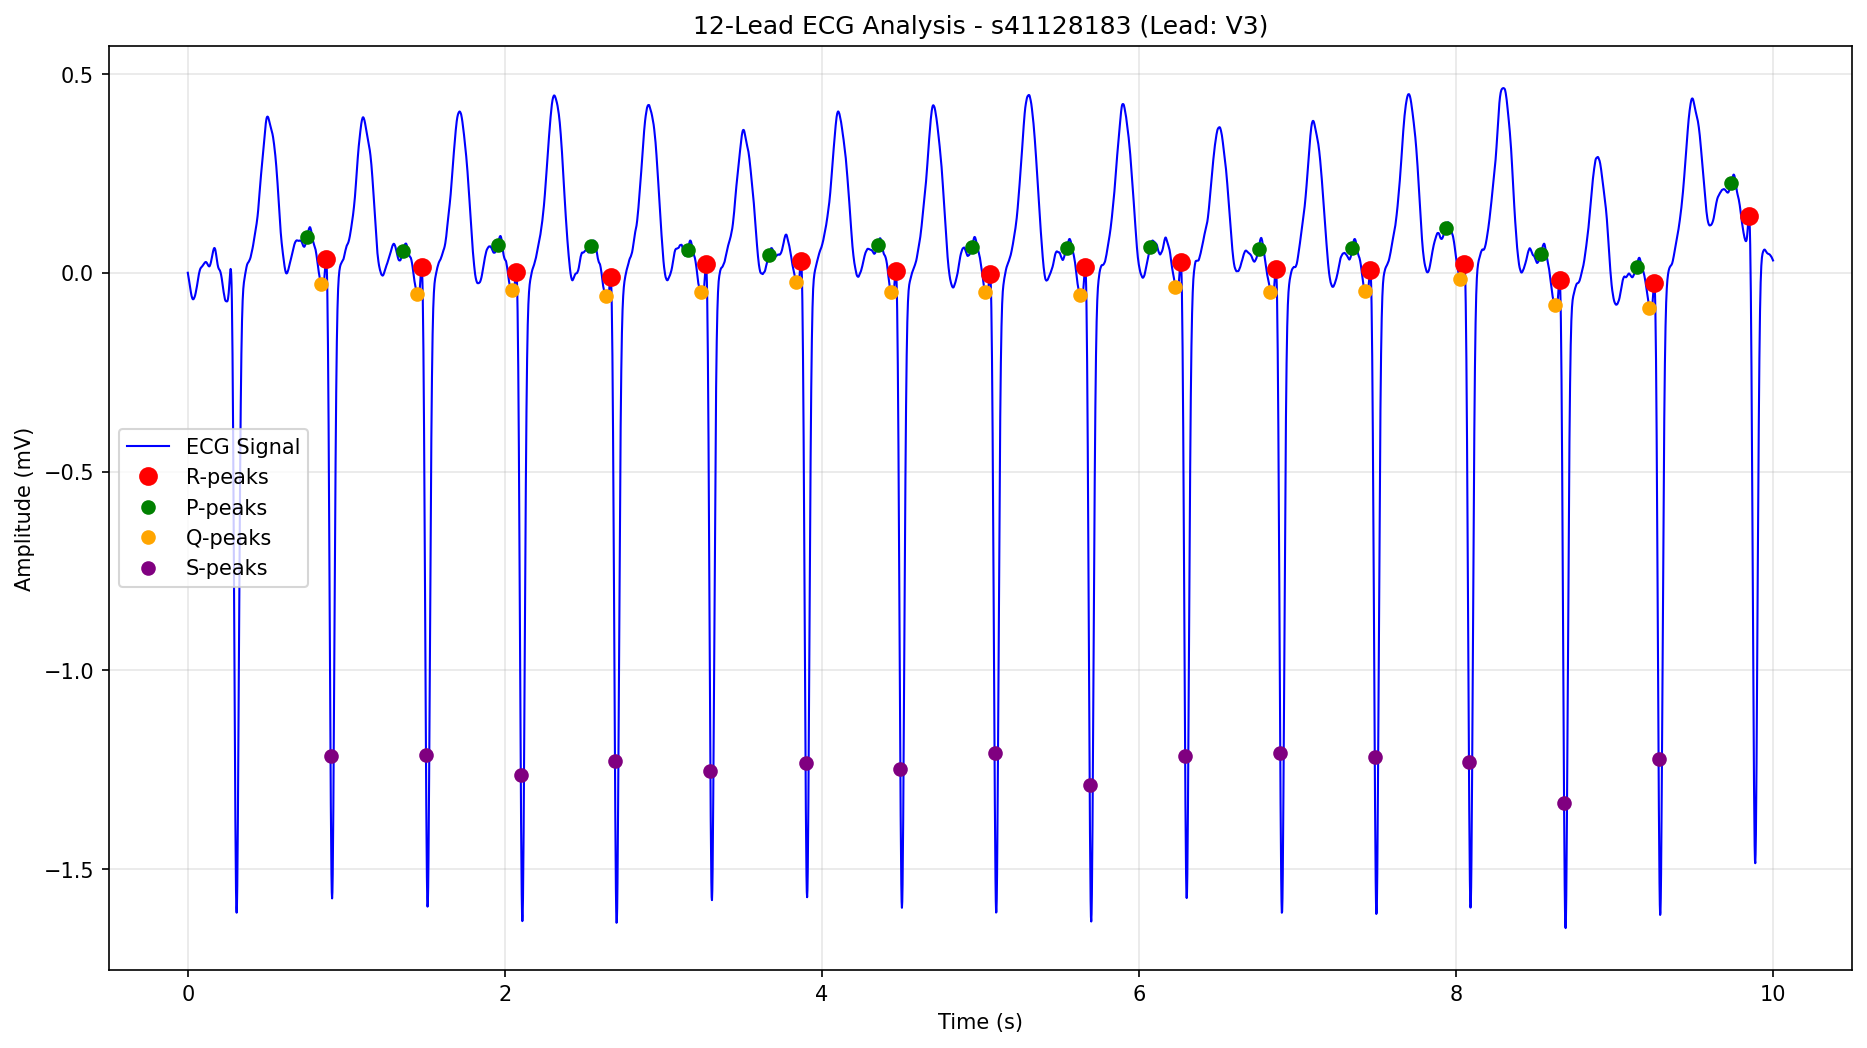 12-Lead ECG Analysis - s41128183 (Lead: V3)
Amplitude (mV)
0.5
0.0
−0.5
−1.0
−1.5
ECG Signal
R-peaks
P-peaks
Q-peaks
S-peaks
0 2 4 6 8 10
Time (s)